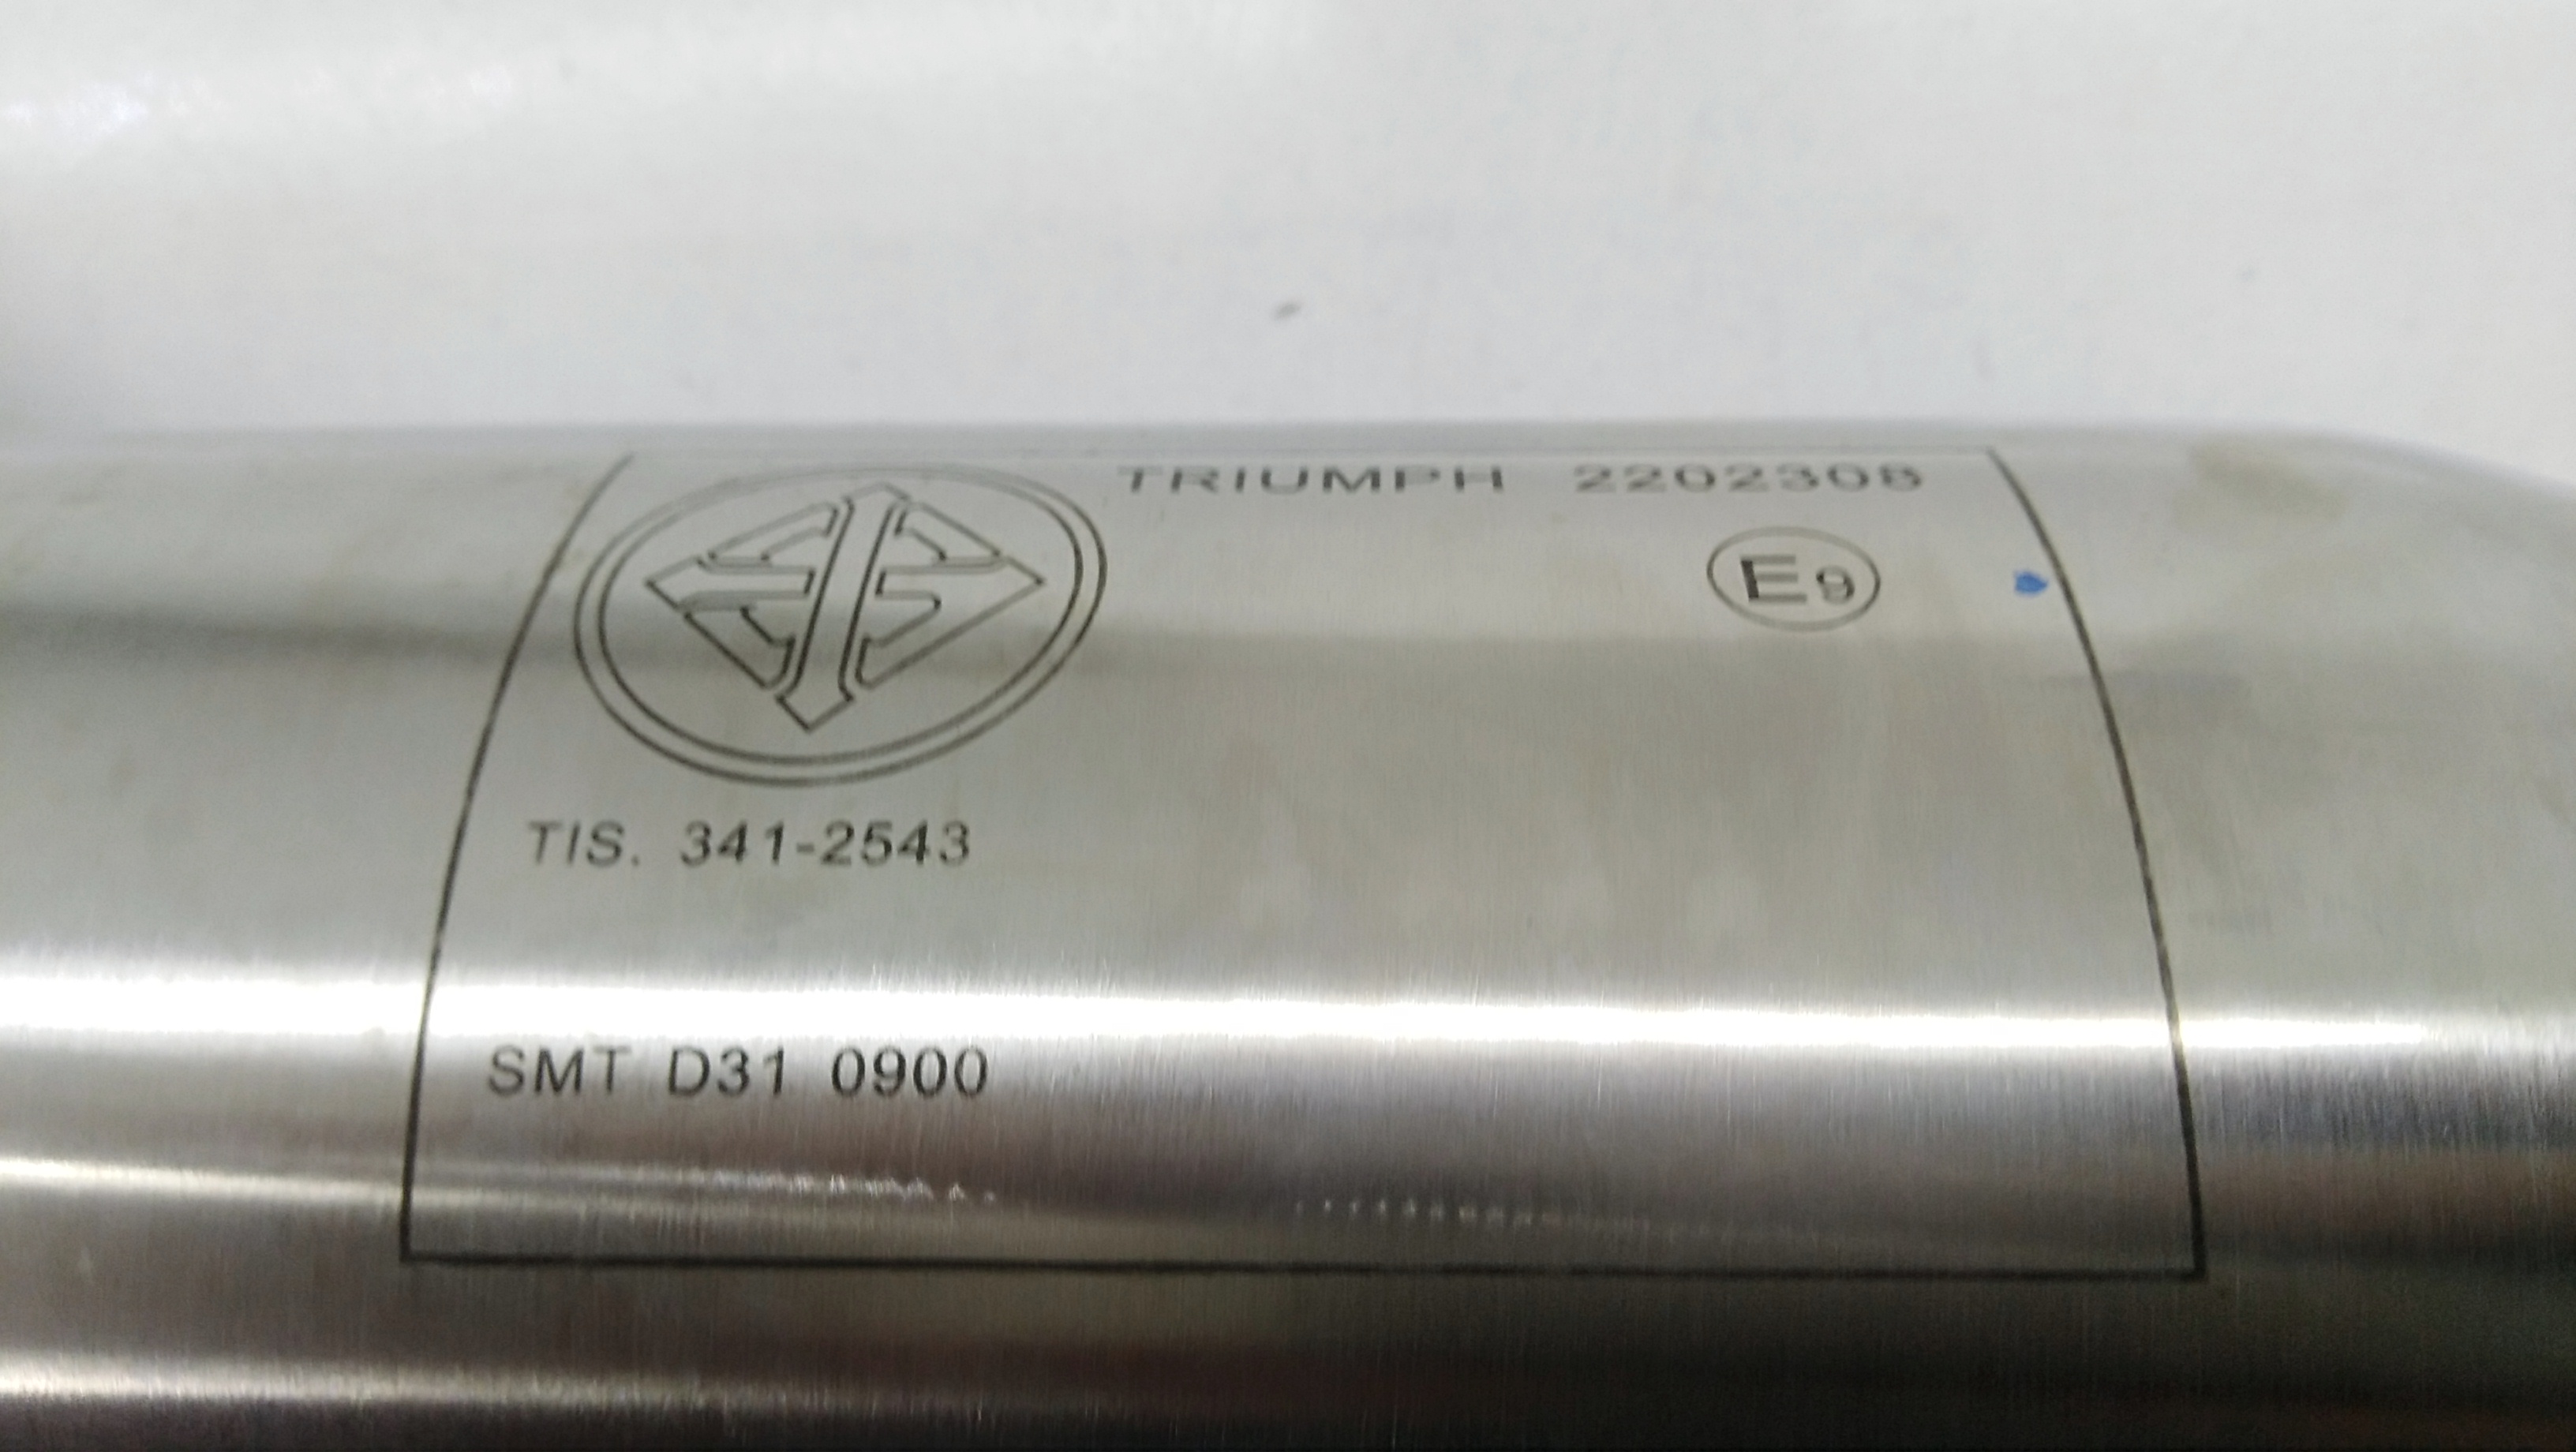 TRIUMPH 2202308
E9
TIS. 341-2543
SMT D31 0900